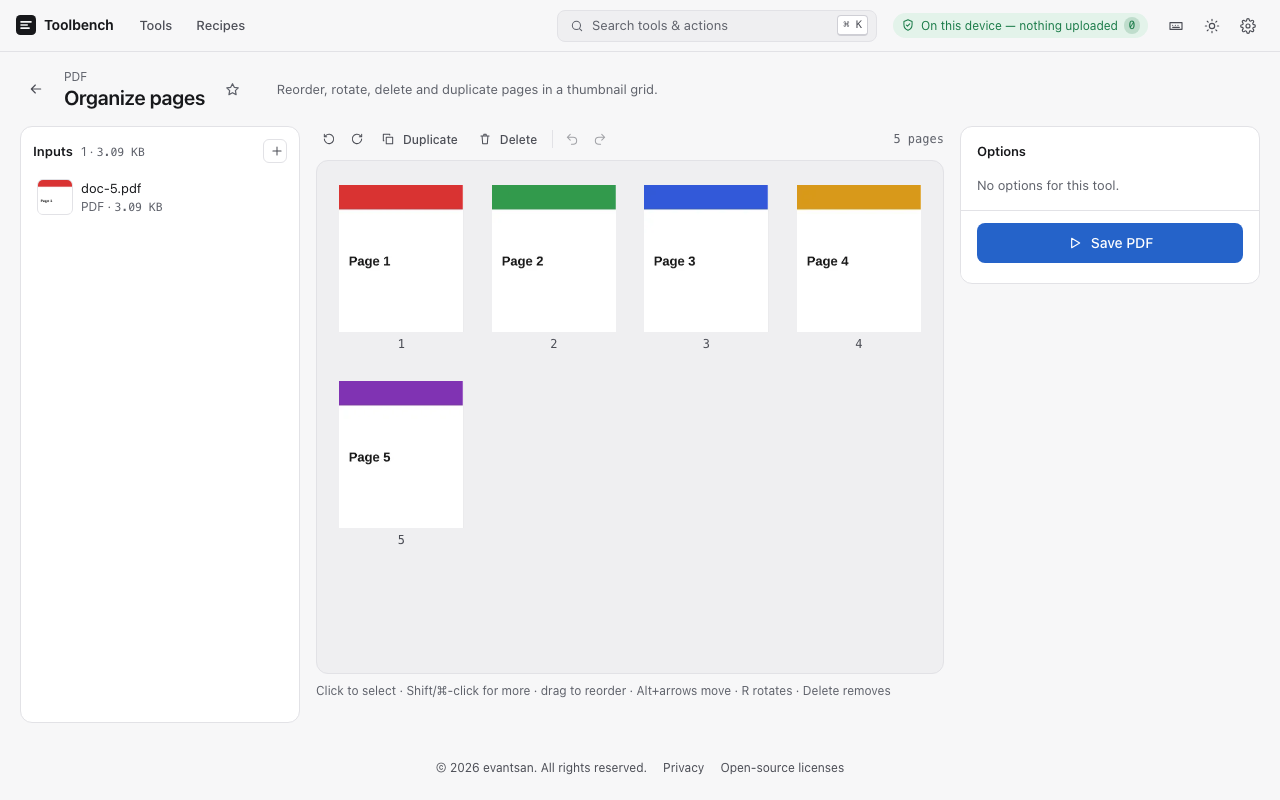 Toolbench
Tools
Recipes
Search tools & actions
⌘ K
On this device — nothing uploaded 0
PDF
Organize pages
Reorder, rotate, delete and duplicate pages in a thumbnail grid.
Inputs 1 · 3.09 KB
doc-5.pdf
PDF · 3.09 KB
Page 1
Duplicate
Delete
5 pages
Page 1
Page 2
Page 3
Page 4
1
2
3
4
Page 5
5
Click to select · Shift/⌘-click for more · drag to reorder · Alt+arrows move · R rotates · Delete removes
Options
No options for this tool.
Save PDF
© 2026 evantsan. All rights reserved.
Privacy
Open-source licenses